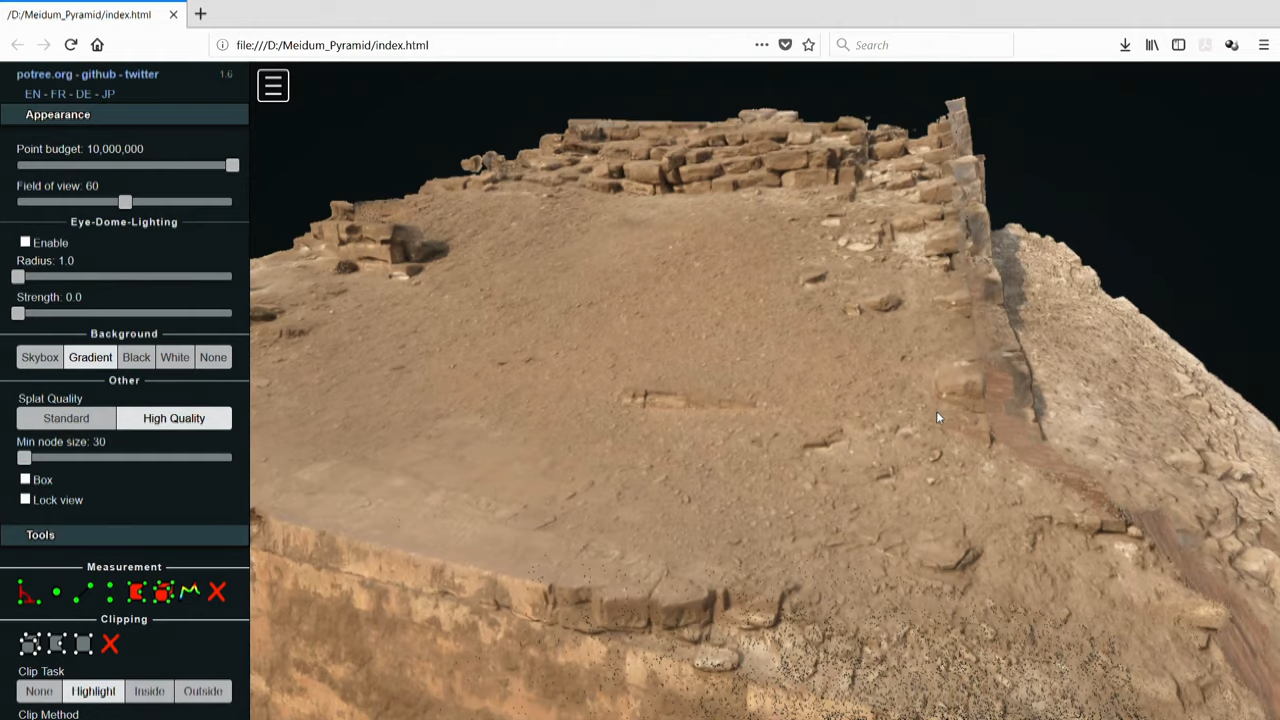 /D:/Meidum_Pyramid/index.html
file:///D:/Meidum_Pyramid/index.html
Search
potree.org - github - twitter 1.6
EN - FR - DE - JP
Appearance
Point budget: 10,000,000
Field of view: 60
Eye-Dome-Lighting
Enable
Radius: 1.0
Strength: 0.0
Background
Skybox Gradient Black White None
Other
Splat Quality
Standard High Quality
Min node size: 30
Box
Lock view
Tools
Measurement
Clipping
Clip Task
None Highlight Inside Outside
Clip Method